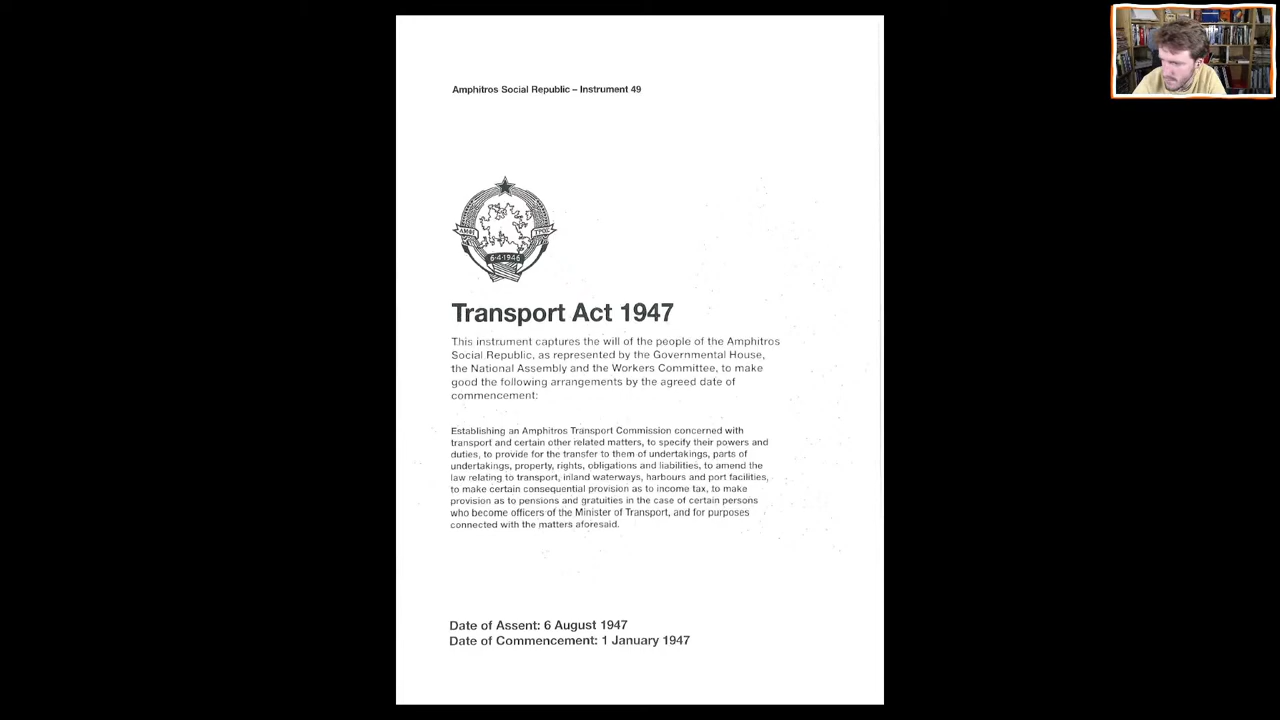 Amphitros Social Republic – Instrument 49
АМФІ
ТРОС
6·4·1946
Transport Act 1947
This instrument captures the will of the people of the Amphitros
Social Republic, as represented by the Governmental House,
the National Assembly and the Workers Committee, to make
good the following arrangements by the agreed date of
commencement:
Establishing an Amphitros Transport Commission concerned with
transport and certain other related matters, to specify their powers and
duties, to provide for the transfer to them of undertakings, parts of
undertakings, property, rights, obligations and liabilities, to amend the
law relating to transport, inland waterways, harbours and port facilities,
to make certain consequential provision as to income tax, to make
provision as to pensions and gratuities in the case of certain persons
who become officers of the Minister of Transport, and for purposes
connected with the matters aforesaid.
Date of Assent: 6 August 1947
Date of Commencement: 1 January 1947